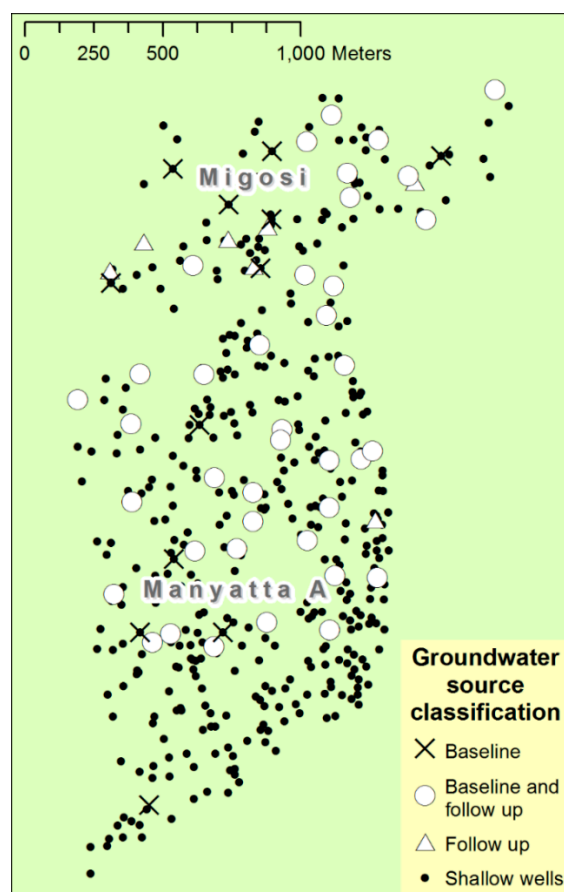 0 250 500 1,000 Meters
Migosi
Manyatta A
Groundwater
source
classification
Baseline
Baseline and
follow up
Follow up
Shallow wells